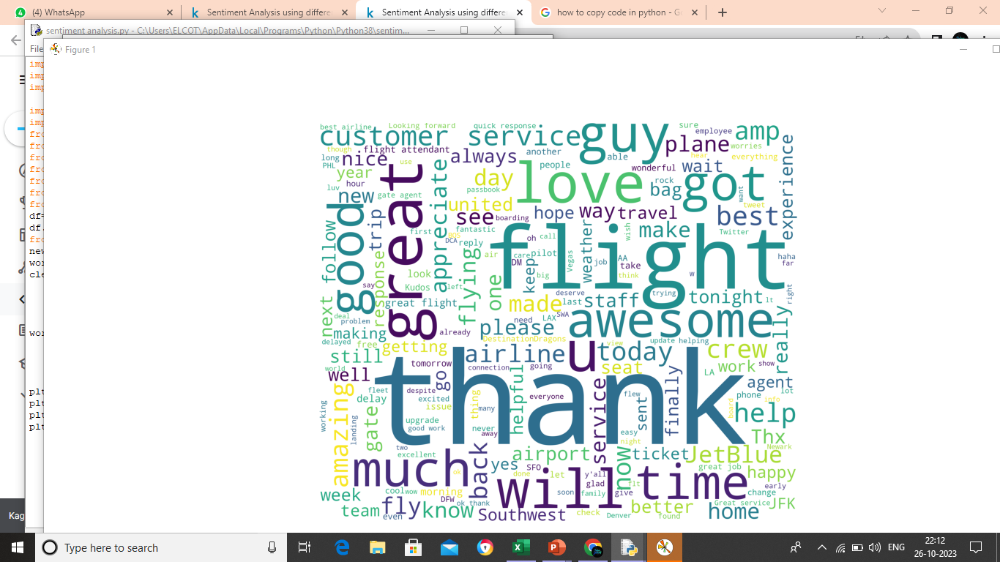 (4) WhatsApp
Sentiment Analysis using differe
Sentiment Analysis using differe
how to copy code in python - G
sentiment analysis.py - C:\Users\ELCOT\AppData\Local\Programs\Python\Python38\sentim...
File
Figure 1
imp
imp
imp
imp
imp
fro
fro
fro
fro
fro
fro
fro
df=
df.
fro
new
wor
cle
wor
plt
plt
plt
plt
Kag
best airline Looking forward quick response sure
customer service guy plane employee amp
though flight attendant worries
long nice always another able hear everything
PHL use people wonderful wait experience
year great appreciate day love rock got
luv hour passbook bag want
new gate agent united tweet
good trip see boarding hope way travel best
first fantastic flight Twitter
follow ans oh call wish make
DCA reply weather
response flying air care pilot Vegas job AA haha
look DM keep take far
say Kudos left one big think w
next great flight made deserve trying tonight lt right
deal last staff
problem need LAX SWA awesome really
making already please
delayed free getting DestinationDragons view update helping
still tomorrow airline u today crew
world connection going seat LA work show
well go helpful service finally agent
fleet despite everyone flew phone lot
amazing delay excited thank sent info
working issue thing many board help
gate upgrade never
landing good work away easy Thx
two night Newark
excellent airport now ticket JetBlue
much back yes SFO y'all great job happy
ok done let glad flt time early
week cool wow morning will soon family give change
DFW Great service JFK
team fly ok thank know check better home
even Southwest Denver found
Type here to search
ENG
22:12
26-10-2023